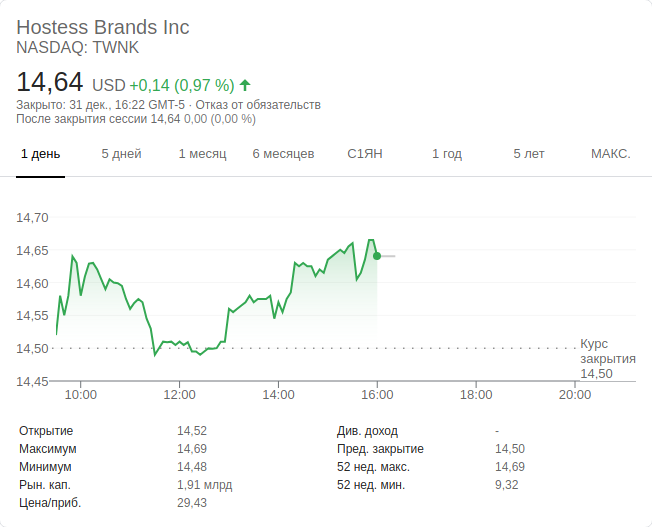 Hostess Brands Inc
NASDAQ: TWNK
14,64 USD +0,14 (0,97 %)
Закрыто: 31 дек., 16:22 GMT-5 · Отказ от обязательств
После закрытия сессии 14,64 0,00 (0,00 %)
1 день 5 дней 1 месяц 6 месяцев С1ЯН 1 год 5 лет МАКС.
14,70
14,65
14,60
14,55
14,50
Курс
закрытия
14,50
14,45
10:00 12:00 14:00 16:00 18:00 20:00
Открытие 14,52 Див. доход -
Максимум 14,69 Пред. закрытие 14,50
Минимум 14,48 52 нед. макс. 14,69
Рын. кап. 1,91 млрд 52 нед. мин. 9,32
Цена/приб. 29,43